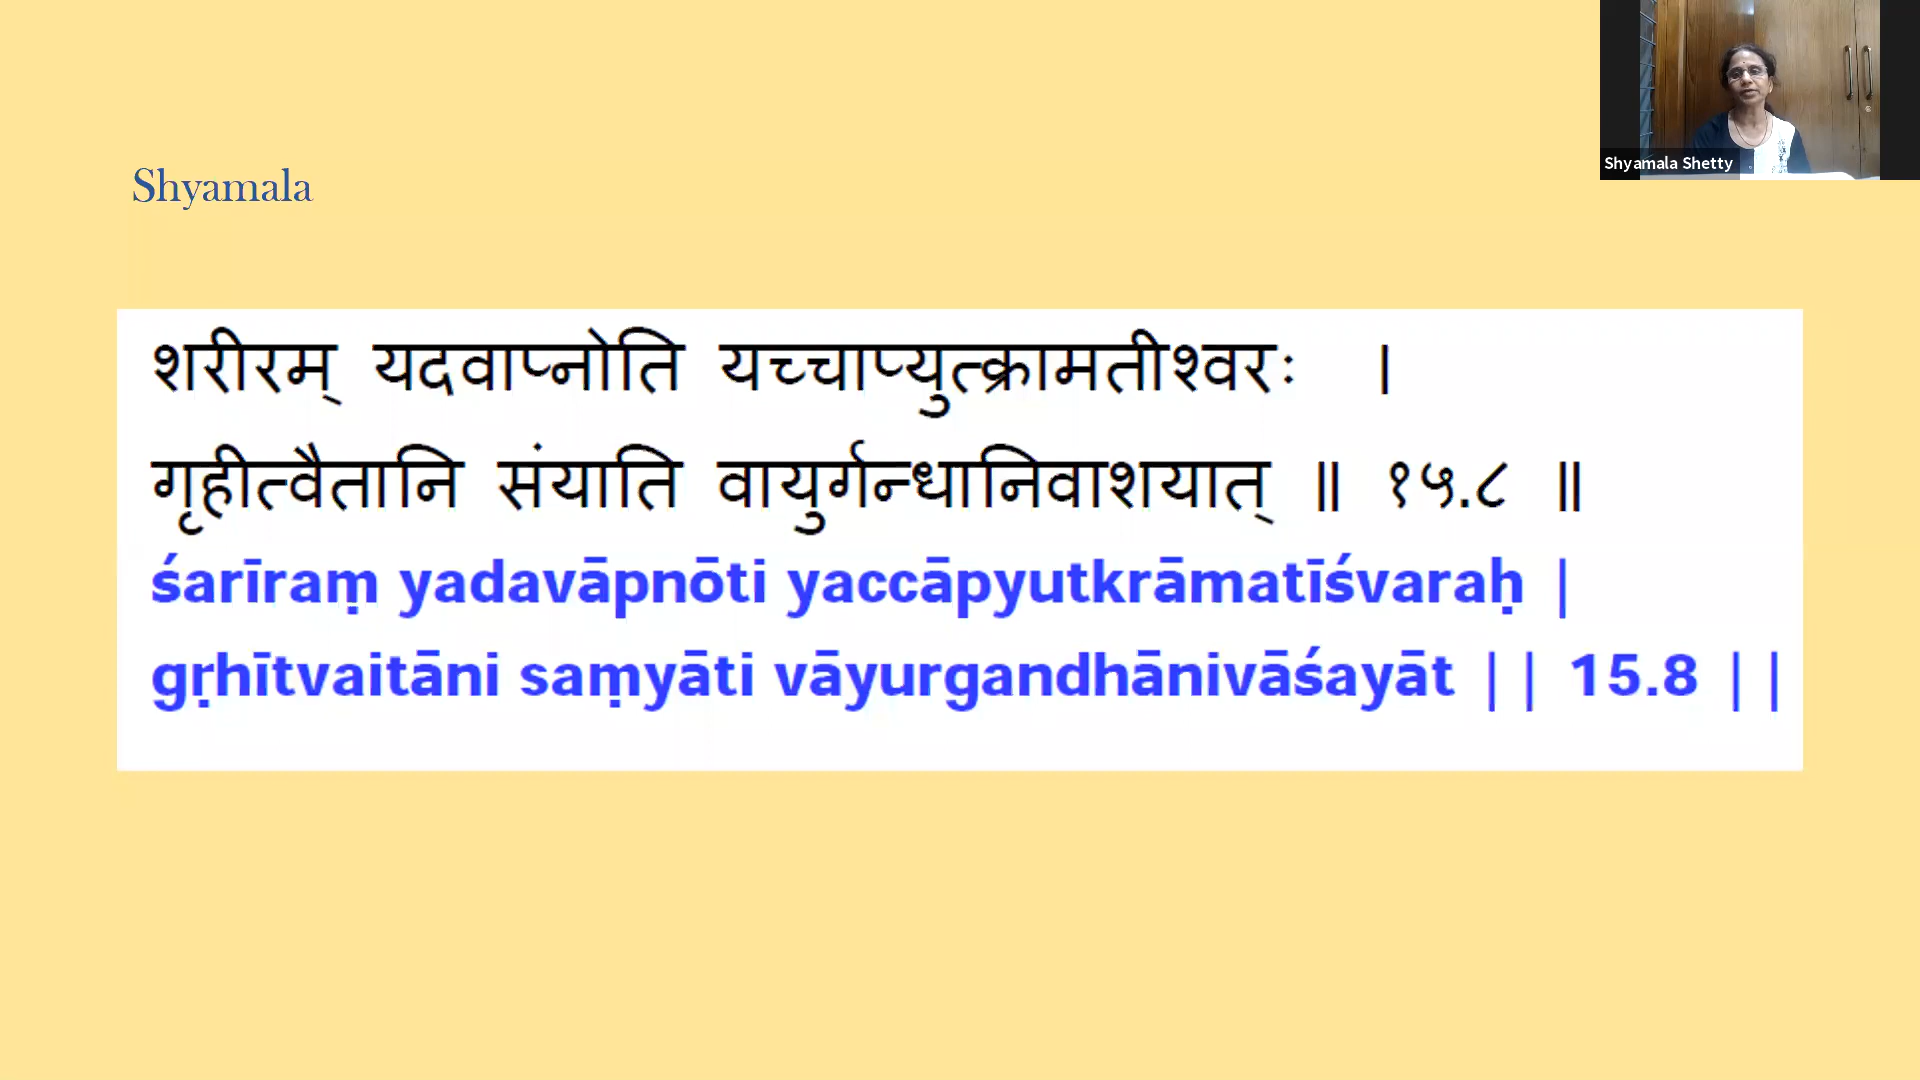 Shyamala Shetty
Shyamala
शरीरम् यदवाप्नोति यच्चाप्युत्क्रामतीश्वरः ।
गृहीत्वैतानि संयाति वायुर्गन्धानिवाशयात् ॥ १५.८ ॥
śarīraṃ yadavāpnōti yaccāpyutkrāmatīśvaraḥ |
gṛhītvaitāni saṃyāti vāyurgandhānivāśayāt || 15.8 ||